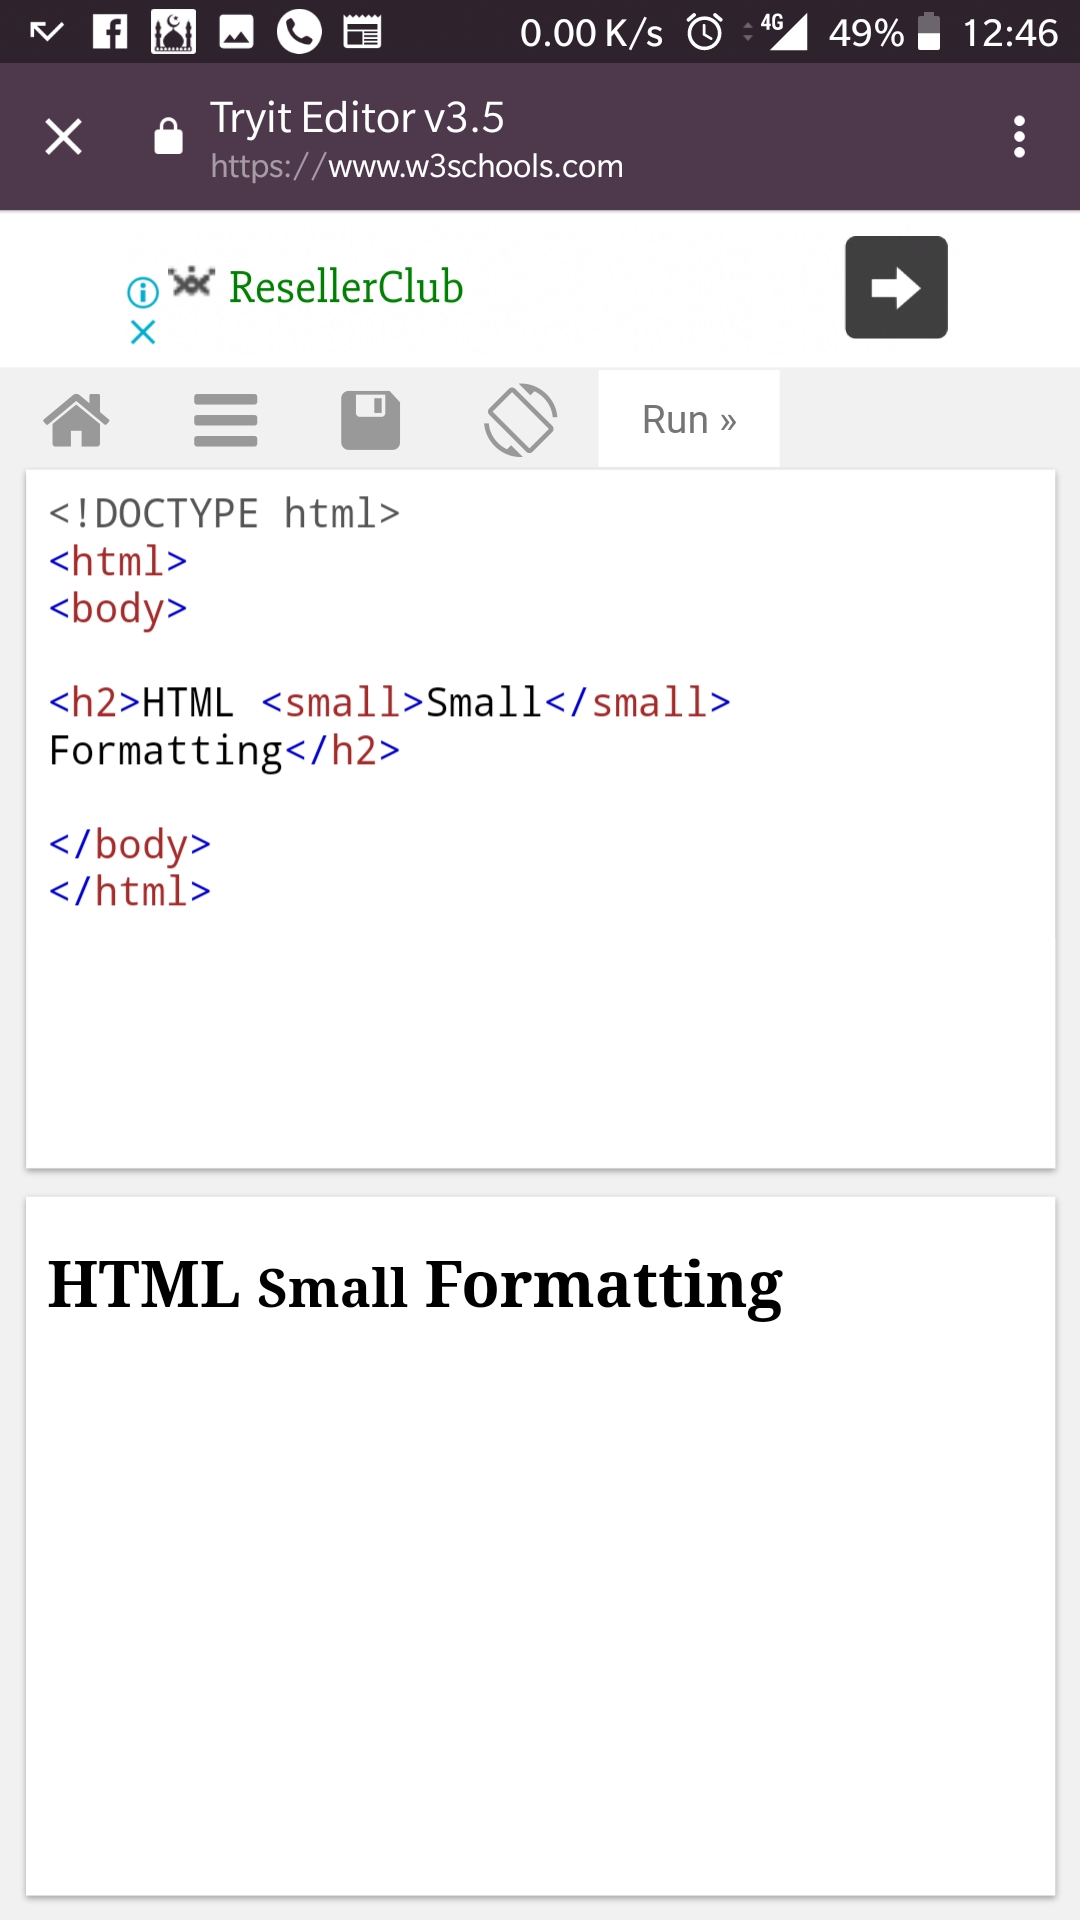 0.00 K/s 4G 49% 12:46
Tryit Editor v3.5
https://www.w3schools.com
ResellerClub
Run »
<!DOCTYPE html>
<html>
<body>
<h2>HTML <small>Small</small>
Formatting</h2>
</body>
</html>
HTML Small Formatting